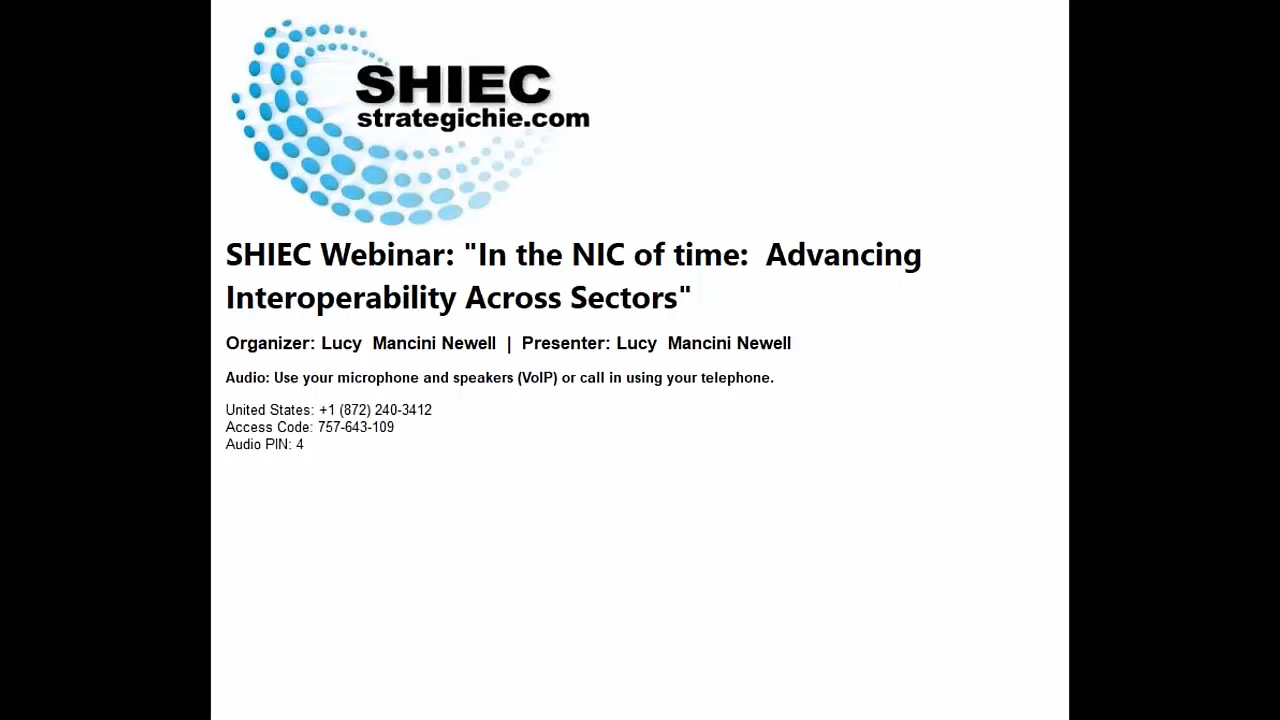 SHIEC
strategichie.com
SHIEC Webinar: "In the NIC of time:  Advancing
Interoperability Across Sectors"
Organizer: Lucy  Mancini Newell  |  Presenter: Lucy  Mancini Newell
Audio: Use your microphone and speakers (VoIP) or call in using your telephone.
United States: +1 (872) 240-3412
Access Code: 757-643-109
Audio PIN: 4